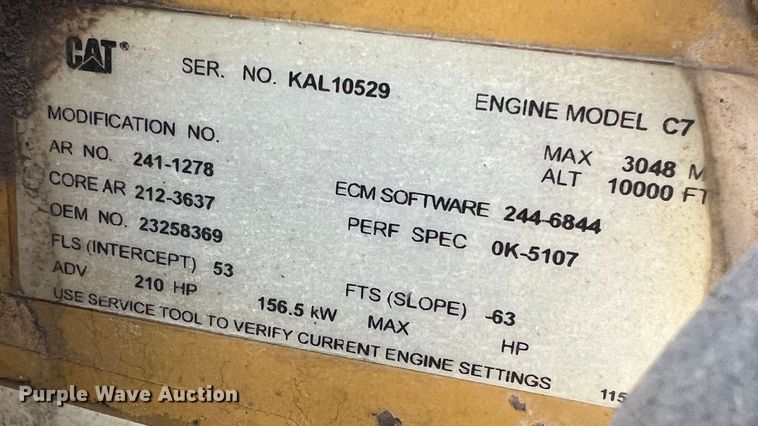 CAT® SER. NO. KAL10529 ENGINE MODEL C7
MODIFICATION NO.
MAX 3048 M
ALT 10000 FT
AR NO. 241-1278
CORE AR 212-3637 ECM SOFTWARE 244-6844
OEM NO. 23258369 PERF SPEC 0K-5107
FLS (INTERCEPT) 53 FTS (SLOPE) -63
ADV 210 HP 156.5 kW MAX HP
USE SERVICE TOOL TO VERIFY CURRENT ENGINE SETTINGS 115
Purple Wave Auction